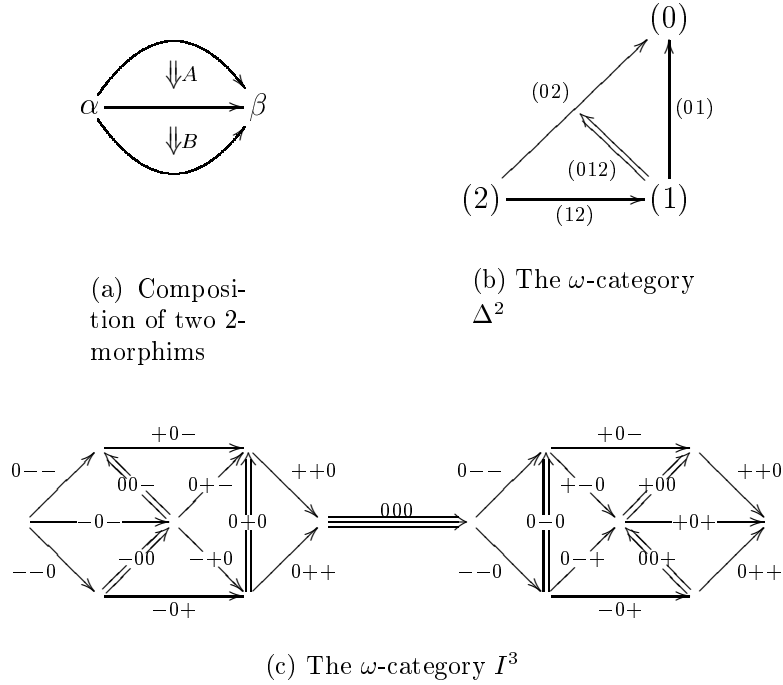 (0)
A
α β
(02)
(01)
B
(012)
(2) (1)
(12)
(a) Composi-
tion of two 2-
morphims
(b) The ω-category
Δ²
+0− +0−
0−− 00− 0+− ++0 0−− +−0 +00 ++0
−0− 0+0 000 0−0 +0+
−−0 −00 −+0 0++ −−0 0−+ 00+ 0++
−0+ −0+
(c) The ω-category I³